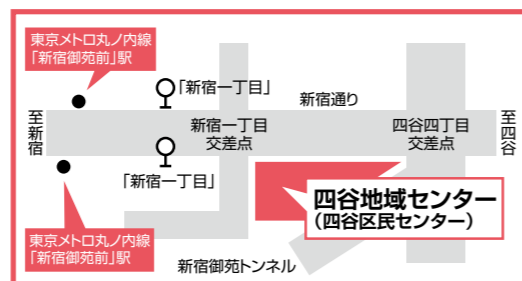 東京メトロ丸ノ内線
「新宿御苑前」駅
「新宿一丁目」
新宿通り
至新宿
新宿一丁目
交差点
四谷四丁目
交差点
至四谷
「新宿一丁目」
四谷地域センター
(四谷区民センター)
東京メトロ丸ノ内線
「新宿御苑前」駅
新宿御苑トンネル